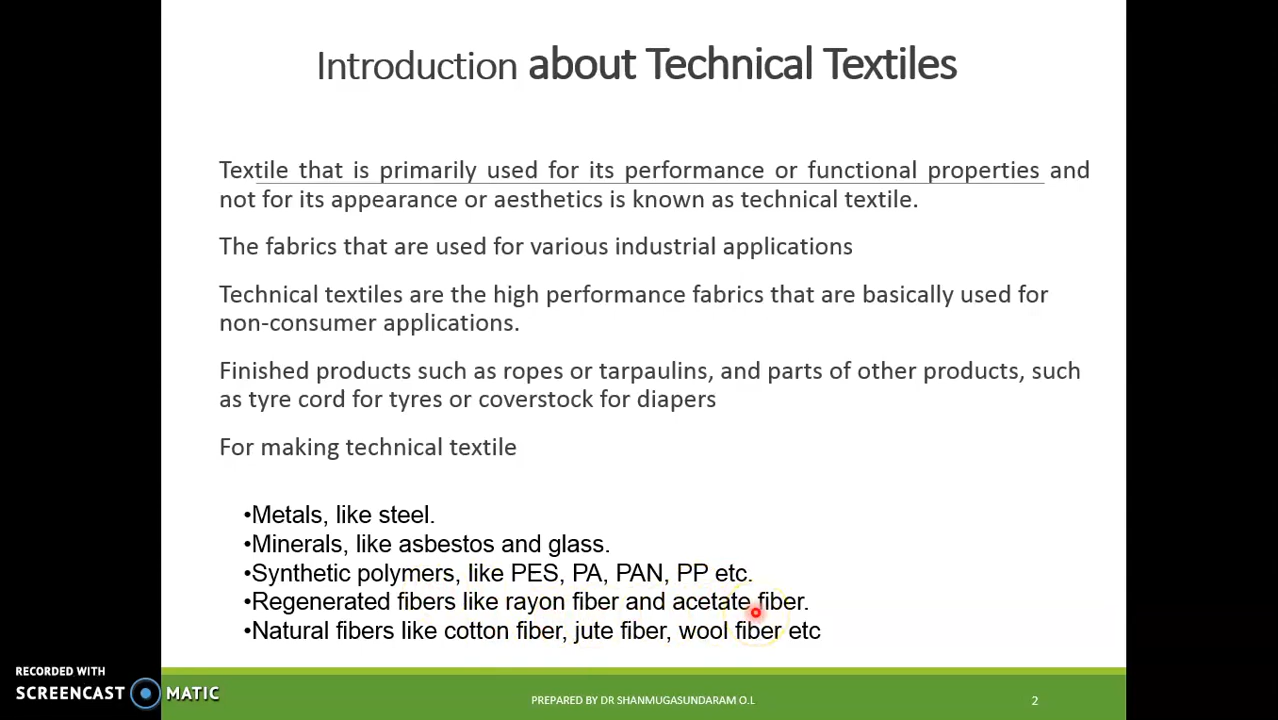 Introduction about Technical Textiles
Textile that is primarily used for its performance or functional properties and
not for its appearance or aesthetics is known as technical textile.
The fabrics that are used for various industrial applications
Technical textiles are the high performance fabrics that are basically used for
non-consumer applications.
Finished products such as ropes or tarpaulins, and parts of other products, such
as tyre cord for tyres or coverstock for diapers
For making technical textile
•Metals, like steel.
•Minerals, like asbestos and glass.
•Synthetic polymers, like PES, PA, PAN, PP etc.
•Regenerated fibers like rayon fiber and acetate fiber.
•Natural fibers like cotton fiber, jute fiber, wool fiber etc
RECORDED WITH
SCREENCAST MATIC
PREPARED BY DR SHANMUGASUNDARAM O.L
2